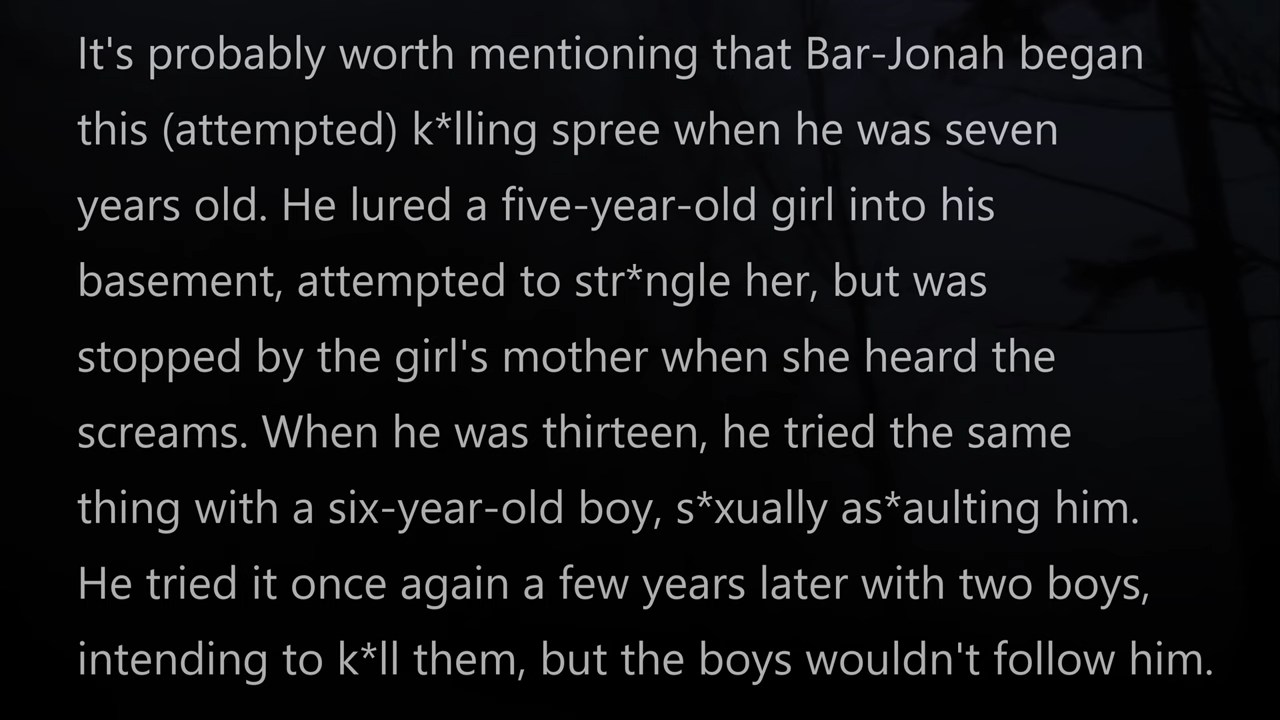 It's probably worth mentioning that Bar-Jonah began
this (attempted) k*lling spree when he was seven
years old. He lured a five-year-old girl into his
basement, attempted to str*ngle her, but was
stopped by the girl's mother when she heard the
screams. When he was thirteen, he tried the same
thing with a six-year-old boy, s*xually as*aulting him.
He tried it once again a few years later with two boys,
intending to k*ll them, but the boys wouldn't follow him.